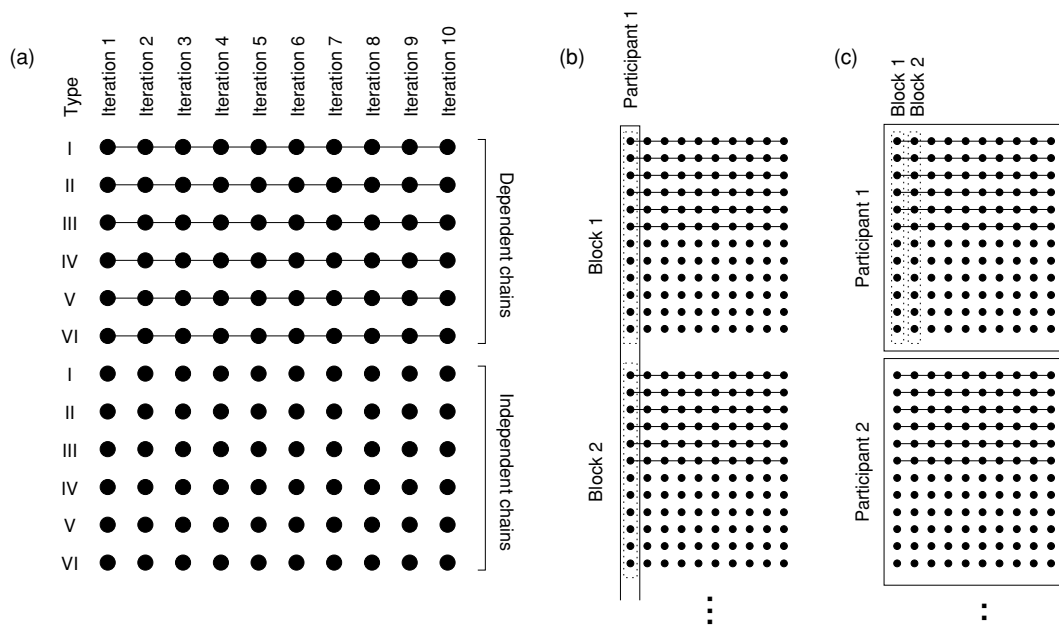 (a)
Type
Iteration 1
Iteration 2
Iteration 3
Iteration 4
Iteration 5
Iteration 6
Iteration 7
Iteration 8
Iteration 9
Iteration 10
I
II
III
IV
V
VI
Dependent chains
I
II
III
IV
V
VI
Independent chains
(b)
Participant 1
Block 1
Block 2
(c)
Block 1
Block 2
Participant 1
Participant 2